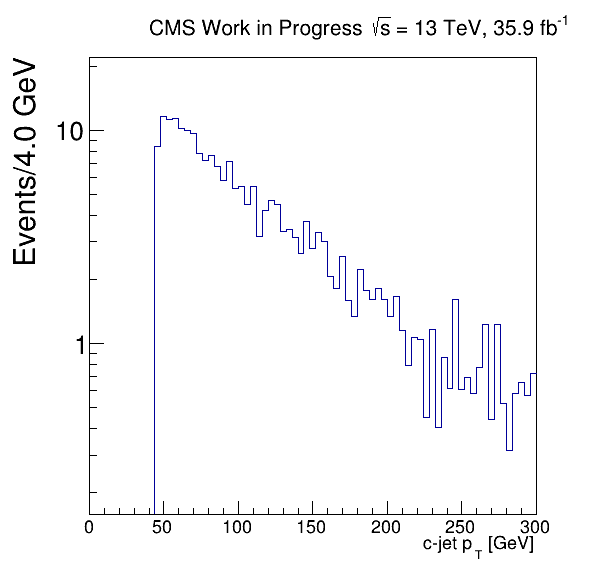 CMS Work in Progress √s = 13 TeV, 35.9 fb⁻¹
Events/4.0 GeV
10
1
0 50 100 150 200 250 300
c-jet p_T [GeV]